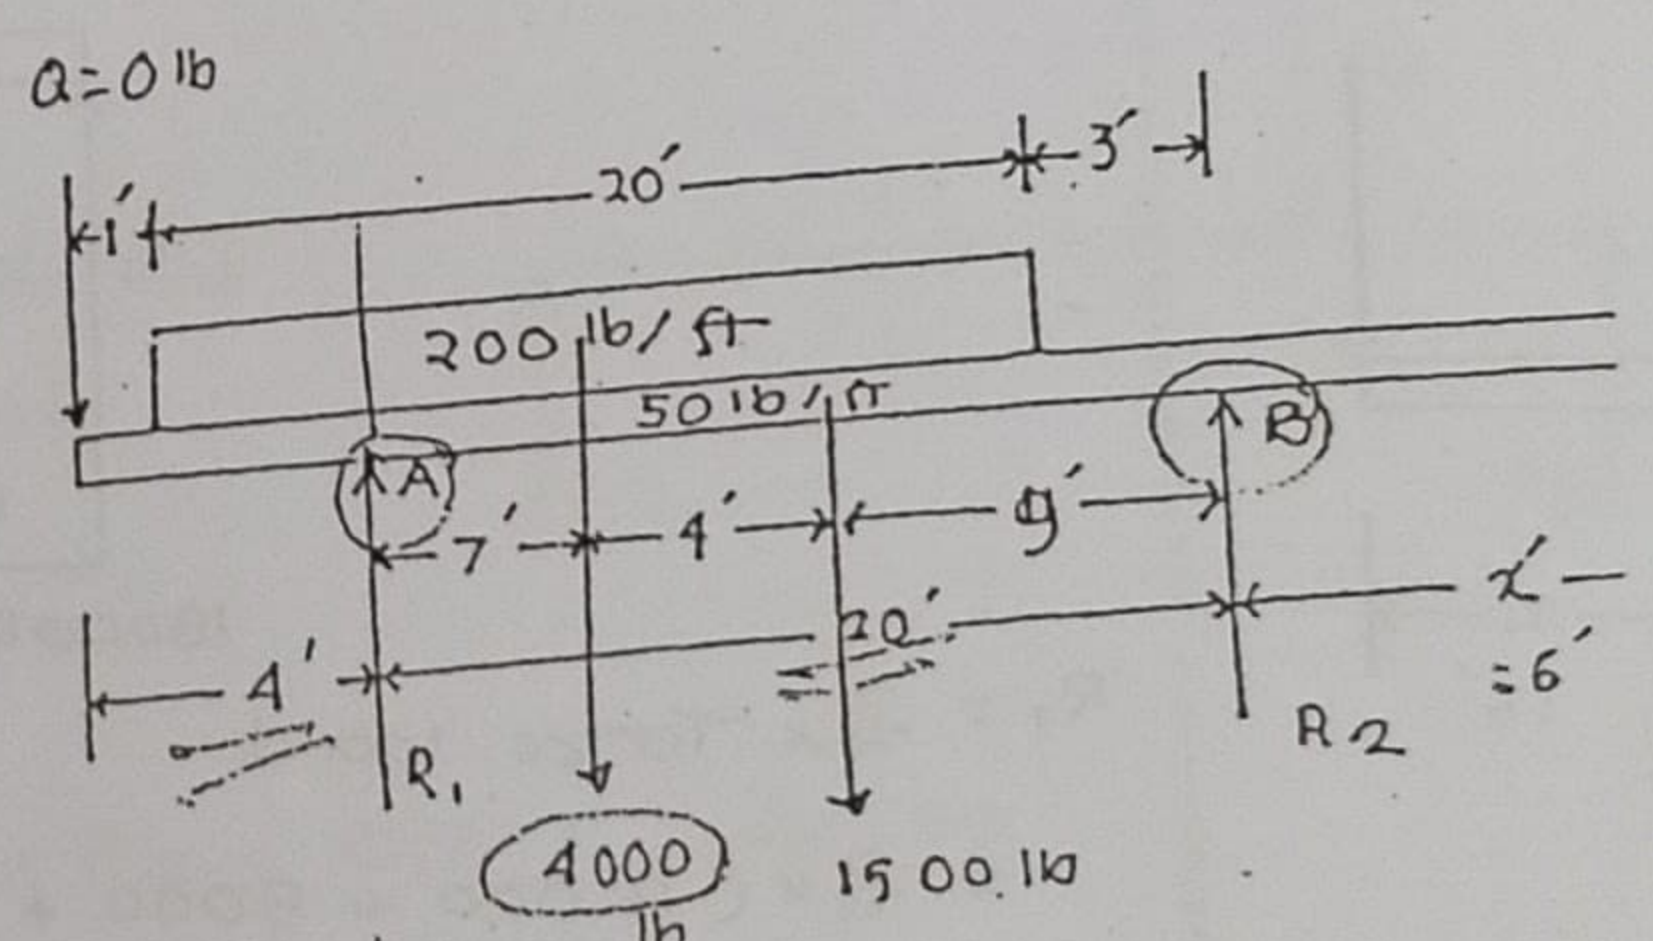 Q=0 lb
20′
3′
1′
200 lb/ft
50 lb/ft
A
B
7′
4′
9′
x′
20′
4′
=6′
R1
R2
4000
lb
1500 lb